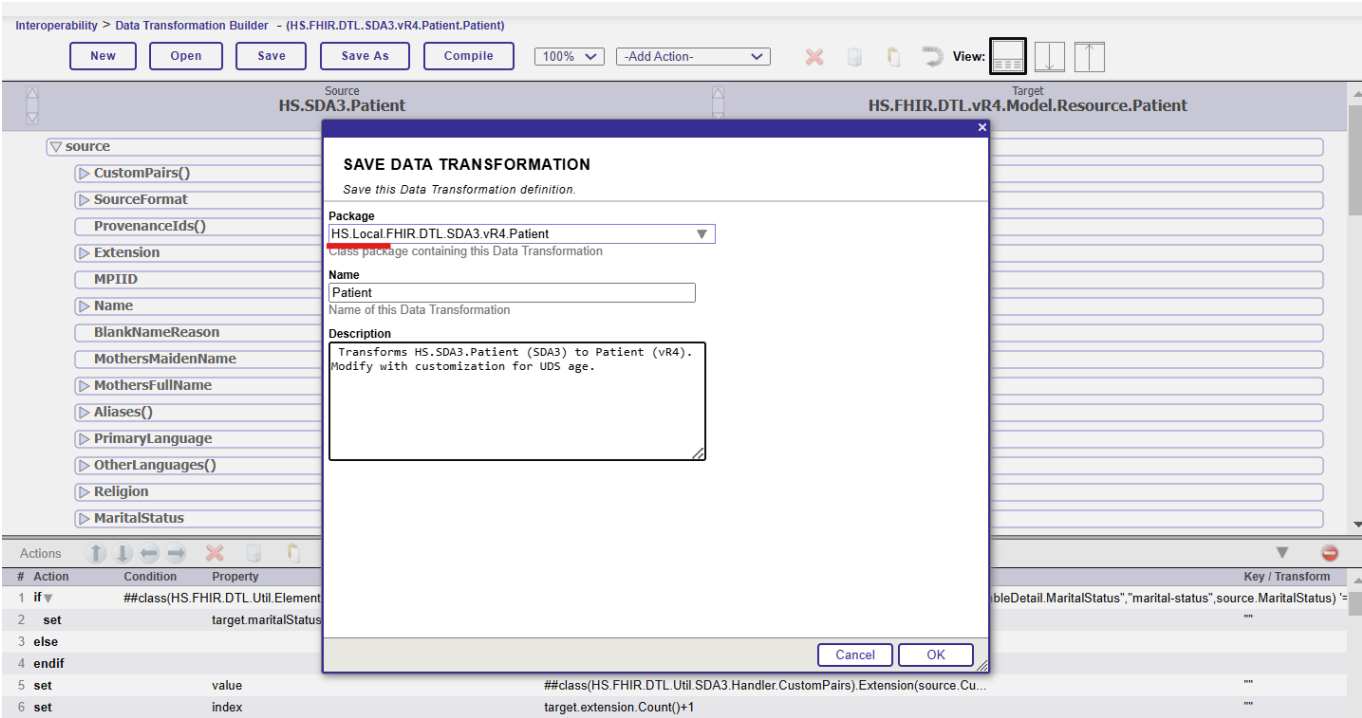 Interoperability > Data Transformation Builder - (HS.FHIR.DTL.SDA3.vR4.Patient.Patient)
New Open Save Save As Compile 100% -Add Action- View:
Source Target
HS.SDA3.Patient HS.FHIR.DTL.vR4.Model.Resource.Patient
source
CustomPairs()
SourceFormat
ProvenanceIds()
Extension
MPIID
Name
BlankNameReason
MothersMaidenName
MothersFullName
Aliases()
PrimaryLanguage
OtherLanguages()
Religion
MaritalStatus
SAVE DATA TRANSFORMATION
Save this Data Transformation definition.
Package
HS.Local.FHIR.DTL.SDA3.vR4.Patient
Class package containing this Data Transformation
Name
Patient
Name of this Data Transformation
Description
Transforms HS.SDA3.Patient (SDA3) to Patient (vR4).
Modify with customization for UDS age.
Cancel OK
Actions
# Action Condition Property Key / Transform
1 if ##class(HS.FHIR.DTL.Util.Element ableDetail.MaritalStatus","marital-status",source.MaritalStatus) '=
2 set target.maritalStatus ""
3 else
4 endif
5 set value ##class(HS.FHIR.DTL.Util.SDA3.Handler.CustomPairs).Extension(source.Cu... ""
6 set index target.extension.Count()+1 ""